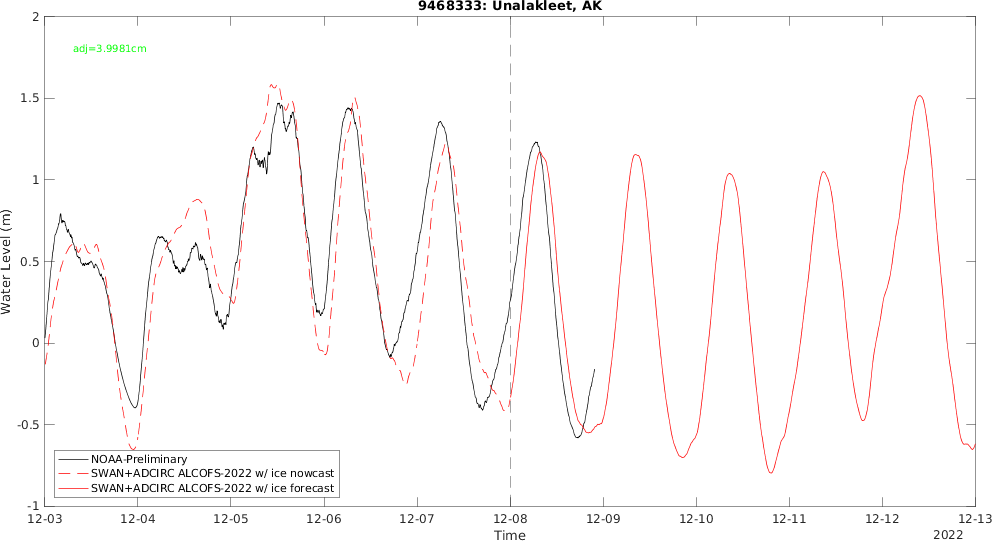 9468333: Unalakleet, AK
adj=3.9981cm
Water Level (m)
2
1.5
1
0.5
0
-0.5
-1
NOAA-Preliminary
SWAN+ADCIRC ALCOFS-2022 w/ ice nowcast
SWAN+ADCIRC ALCOFS-2022 w/ ice forecast
12-03 12-04 12-05 12-06 12-07 12-08 12-09 12-10 12-11 12-12 12-13
Time
2022